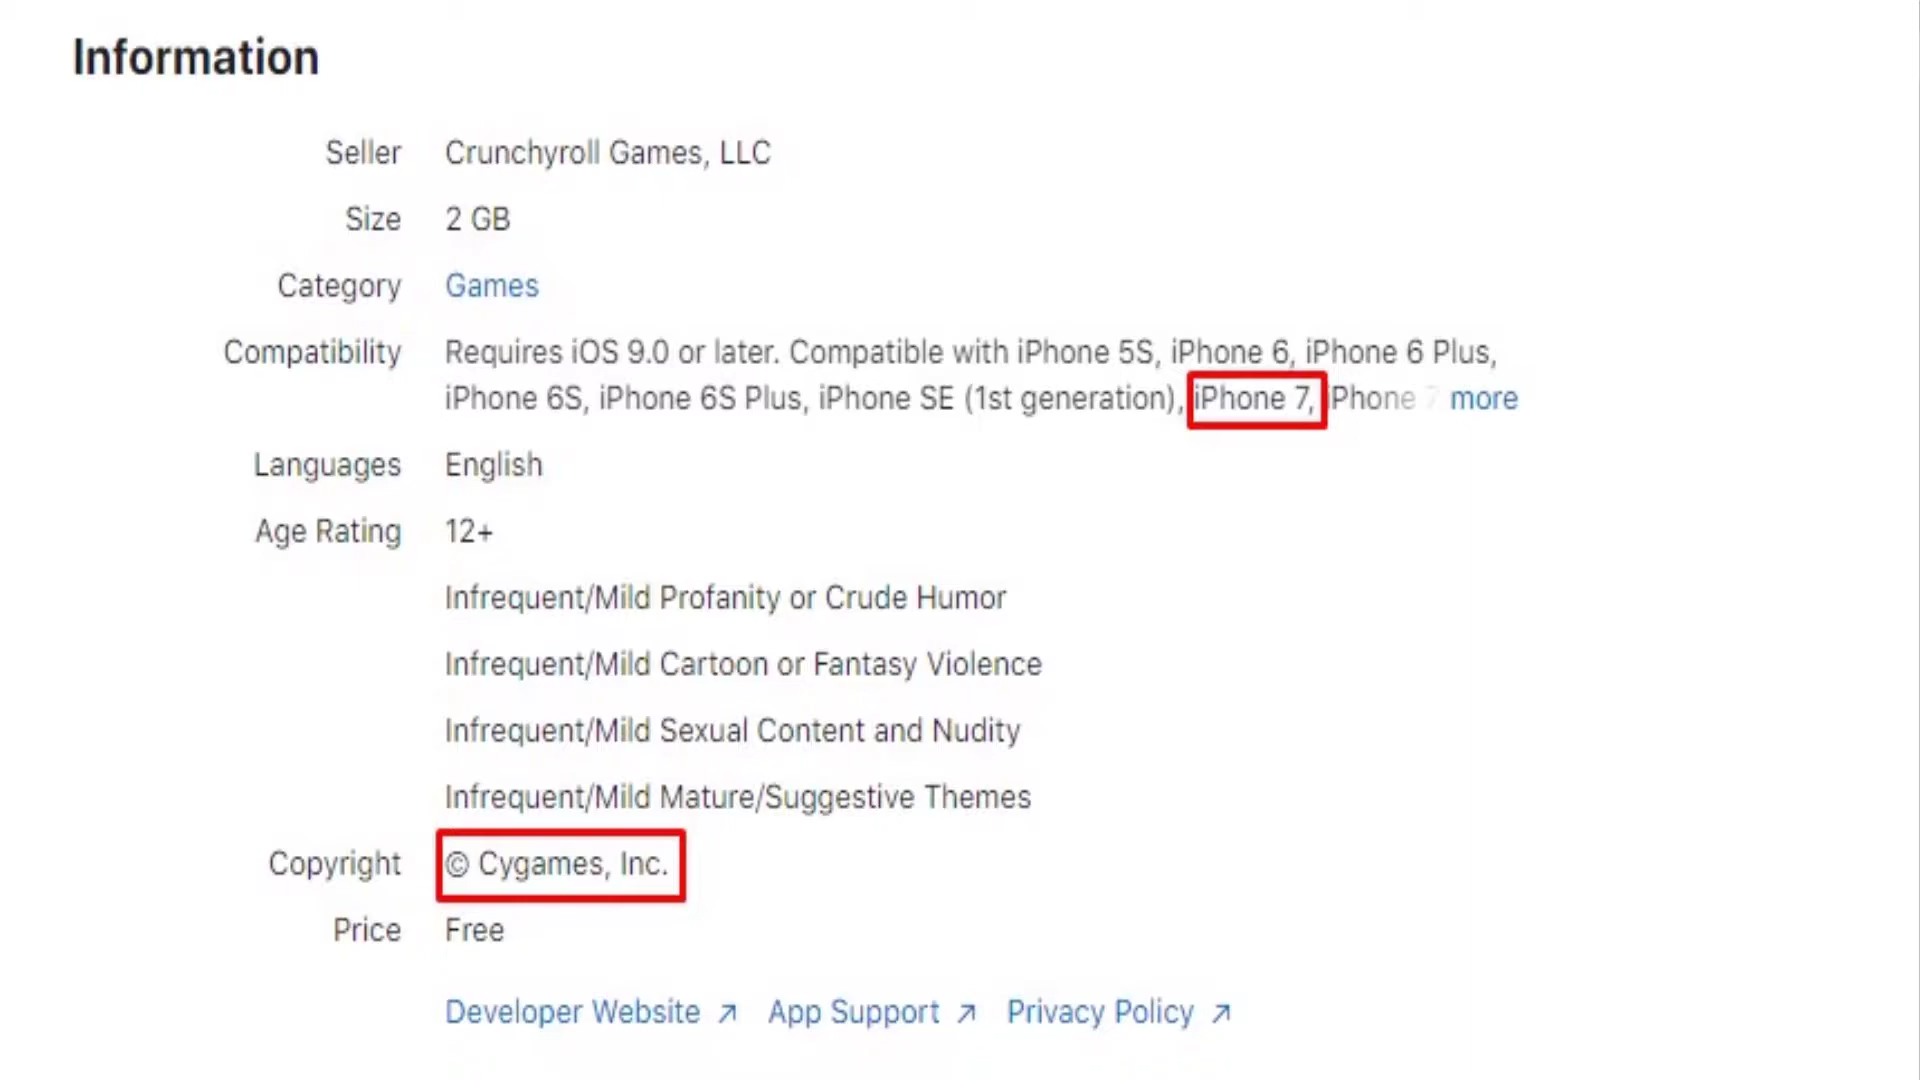 Information
Seller Crunchyroll Games, LLC
Size 2 GB
Category Games
Compatibility Requires iOS 9.0 or later. Compatible with iPhone 5S, iPhone 6, iPhone 6 Plus,
iPhone 6S, iPhone 6S Plus, iPhone SE (1st generation), iPhone 7, iPhone 7 more
Languages English
Age Rating 12+
Infrequent/Mild Profanity or Crude Humor
Infrequent/Mild Cartoon or Fantasy Violence
Infrequent/Mild Sexual Content and Nudity
Infrequent/Mild Mature/Suggestive Themes
Copyright © Cygames, Inc.
Price Free
Developer Website ↗ App Support ↗ Privacy Policy ↗